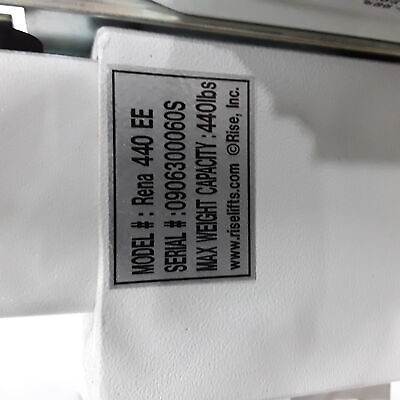 MODEL # : Rena 440 EE
SERIAL # : 0906300060S
MAX WEIGHT CAPACITY : 440lbs
www.riselifts.com ©Rise, Inc.